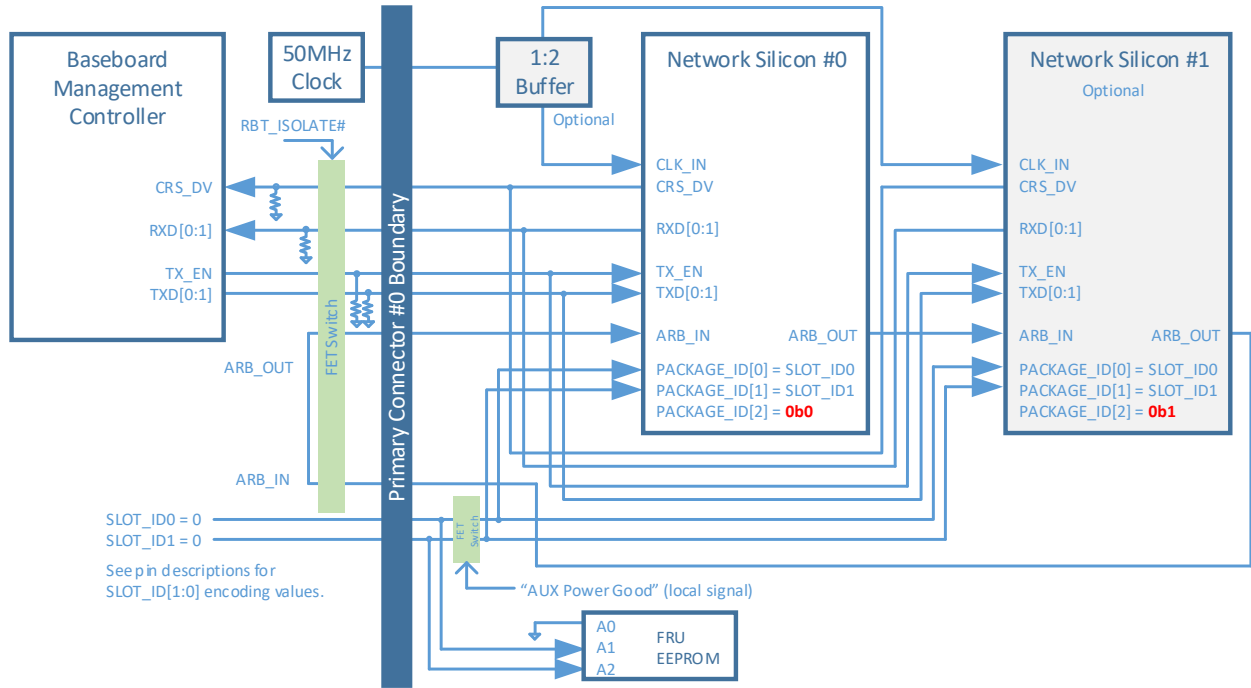 Baseboard
Management
Controller
CRS_DV
RXD[0:1]
TX_EN
TXD[0:1]
50MHz
Clock
RBT_ISOLATE#
FET Switch
ARB_OUT
ARB_IN
Primary Connector #0 Boundary
1:2
Buffer
Optional
Network Silicon #0
CLK_IN
CRS_DV
RXD[0:1]
TX_EN
TXD[0:1]
ARB_IN ARB_OUT
PACKAGE_ID[0] = SLOT_ID0
PACKAGE_ID[1] = SLOT_ID1
PACKAGE_ID[2] = 0b0
Network Silicon #1
Optional
CLK_IN
CRS_DV
RXD[0:1]
TX_EN
TXD[0:1]
ARB_IN ARB_OUT
PACKAGE_ID[0] = SLOT_ID0
PACKAGE_ID[1] = SLOT_ID1
PACKAGE_ID[2] = 0b1
SLOT_ID0 = 0
SLOT_ID1 = 0
See pin descriptions for
SLOT_ID[1:0] encoding values.
FET
Switch
“AUX Power Good” (local signal)
A0
A1
A2
FRU
EEPROM